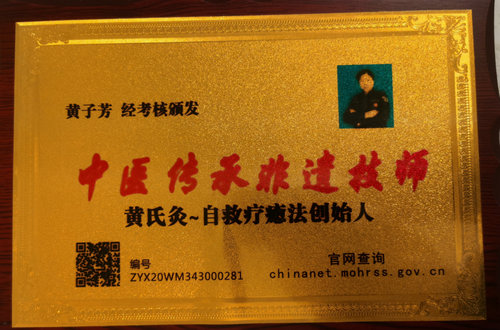 黄子芳 经考核颁发
中医传承非遗技师
黄氏灸~自救疗癒法创始人
编号
ZYX20WM343000281
官网查询
chinanet.mohrss.gov.cn